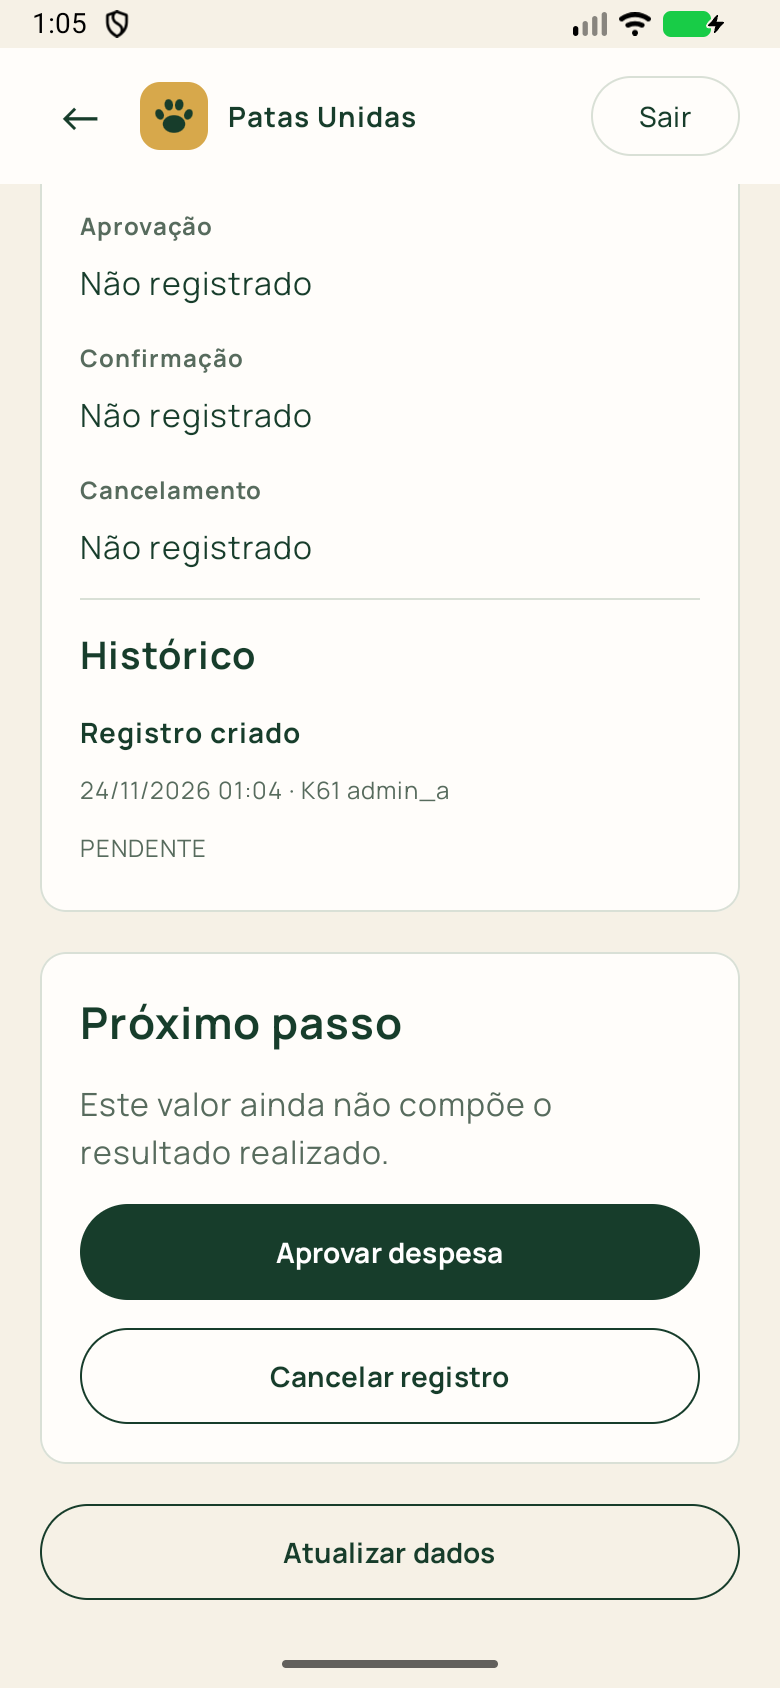 1:05
Patas Unidas
Sair
Aprovação
Não registrado
Confirmação
Não registrado
Cancelamento
Não registrado
Histórico
Registro criado
24/11/2026 01:04 · K61 admin_a
PENDENTE
Próximo passo
Este valor ainda não compõe o
resultado realizado.
Aprovar despesa
Cancelar registro
Atualizar dados